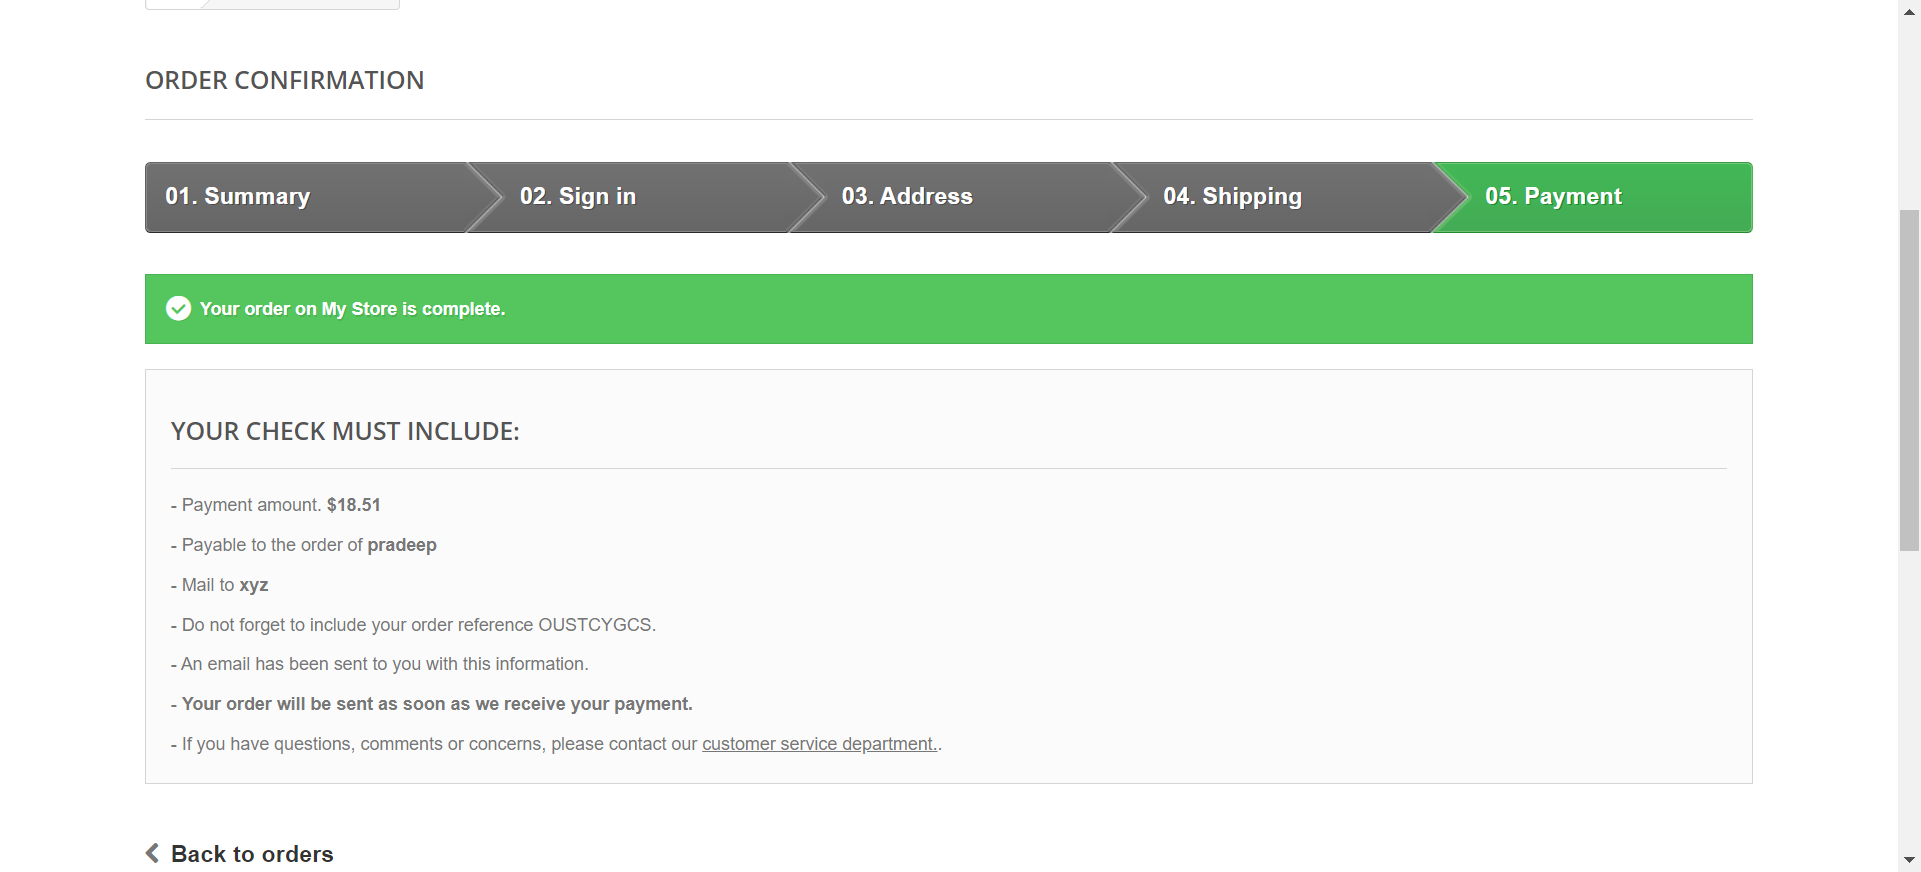 ORDER CONFIRMATION
01. Summary
02. Sign in
03. Address
04. Shipping
05. Payment
Your order on My Store is complete.
YOUR CHECK MUST INCLUDE:
- Payment amount. $18.51
- Payable to the order of pradeep
- Mail to xyz
- Do not forget to include your order reference OUSTCYGCS.
- An email has been sent to you with this information.
- Your order will be sent as soon as we receive your payment.
- If you have questions, comments or concerns, please contact our customer service department..
Back to orders